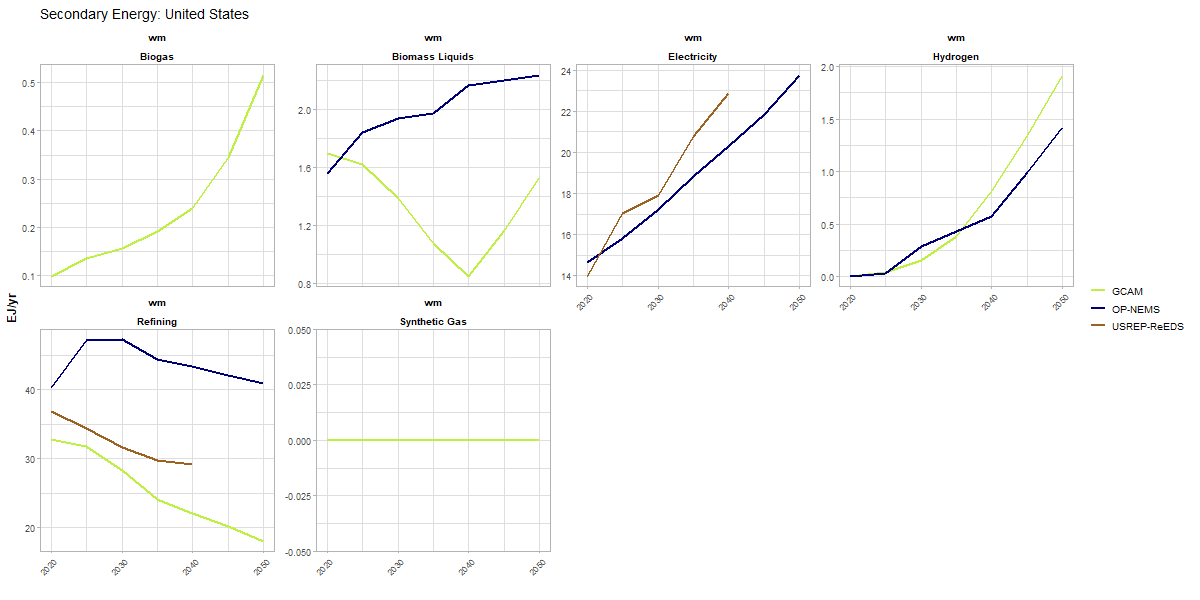 Secondary Energy: United States
wm
wm
wm
wm
Biogas
Biomass Liquids
Electricity
Hydrogen
0.5
0.4
0.3
0.2
0.1
2.0
1.6
1.2
0.8
24
22
20
18
16
14
2.0
1.5
1.0
0.5
0.0
2020
2030
2040
2050
2020
2030
2040
2050
EJ/yr
wm
wm
Refining
Synthetic Gas
40
30
20
0.050
0.025
0.000
-0.025
-0.050
2020
2030
2040
2050
2020
2030
2040
2050
GCAM
OP-NEMS
USREP-ReEDS